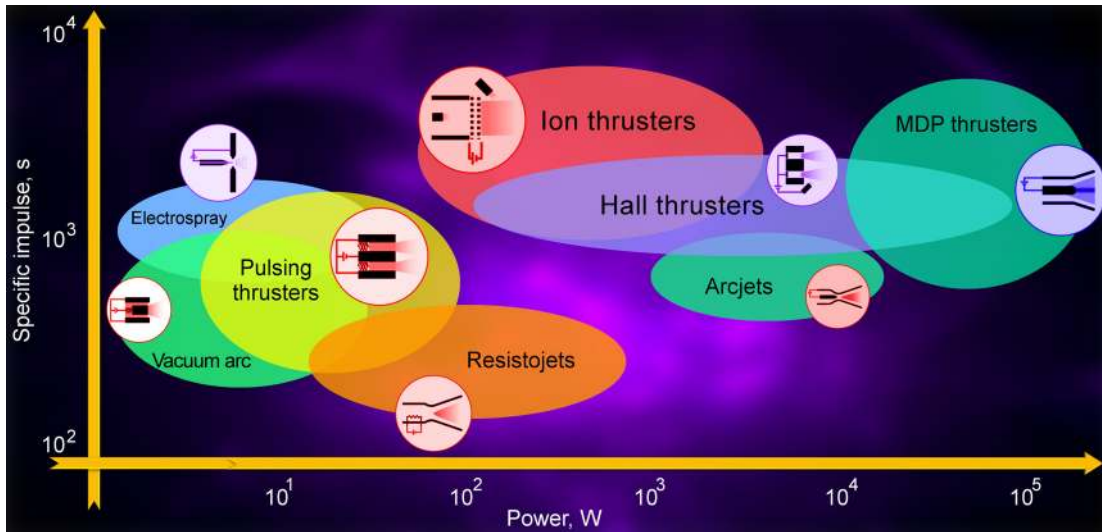 10⁴
Ion thrusters
MDP thrusters
Electrospray
Hall thrusters
10³
Pulsing
thrusters
Arcjets
Vacuum arc
Resistojets
10²
Specific impulse, s
10¹
10²
10³
10⁴
10⁵
Power, W